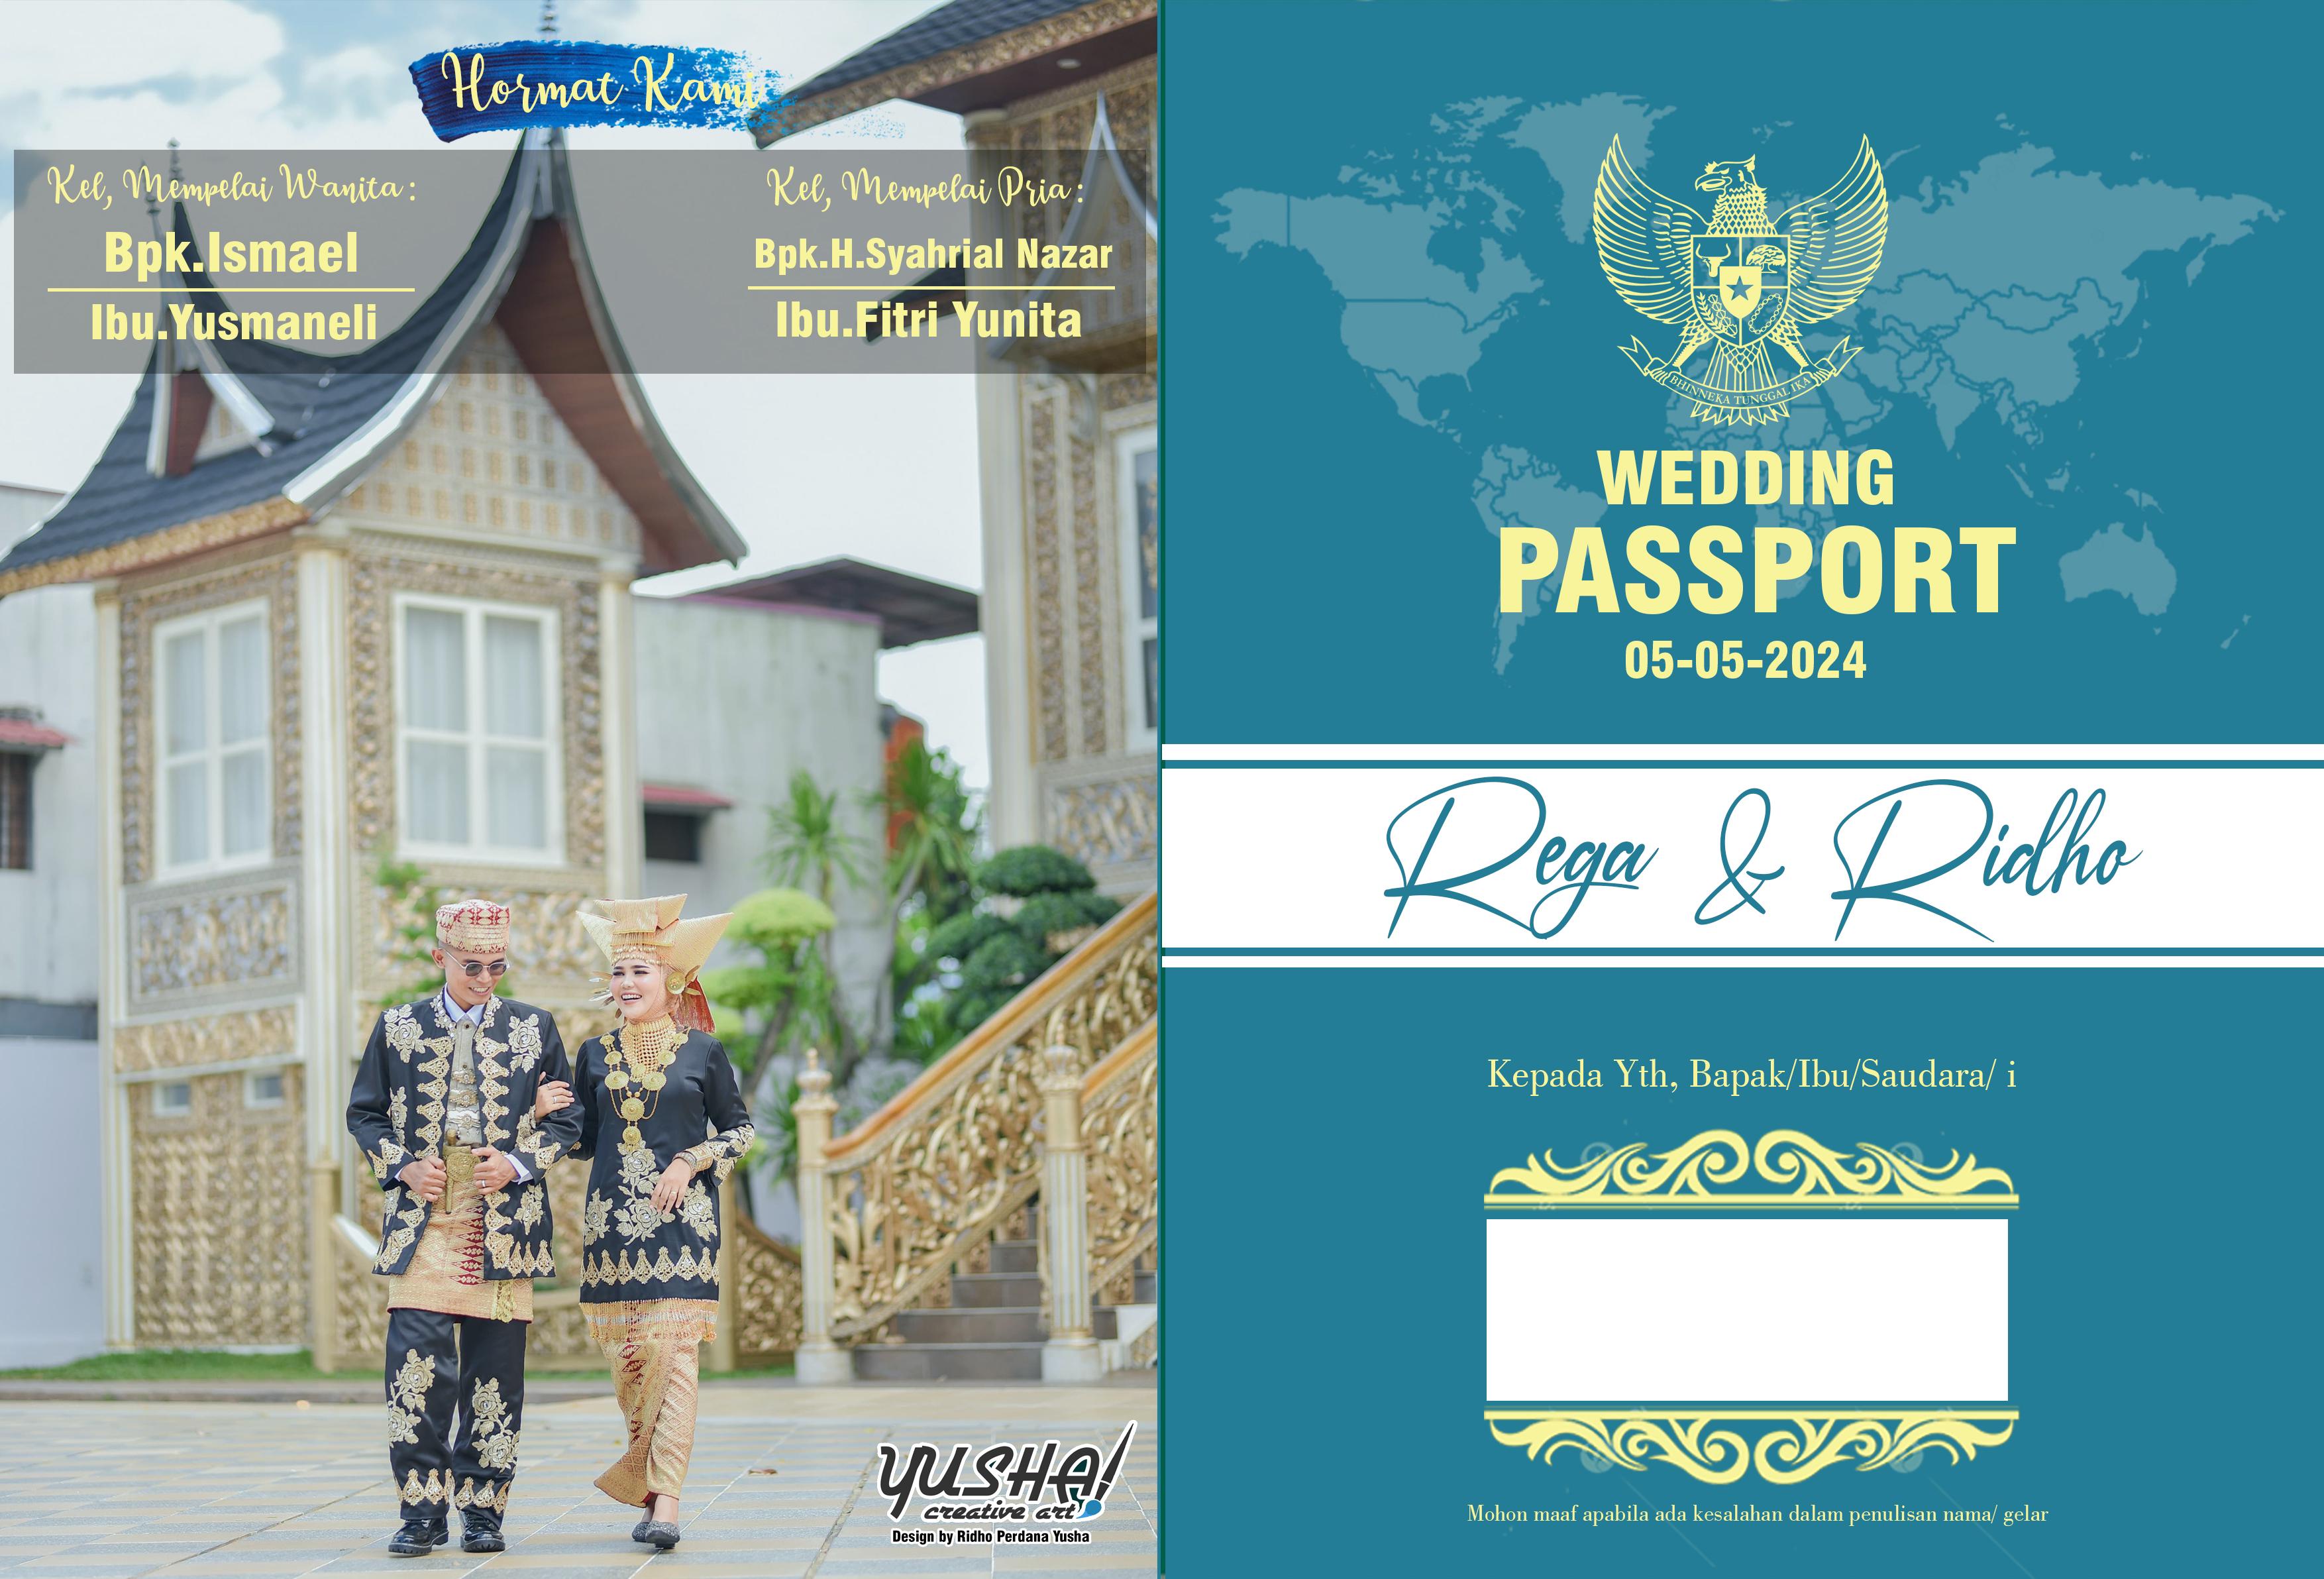 Hormat Kami
Kel, Mempelai Wanita :
Bpk.Ismael
Ibu.Yusmaneli
Kel, Mempelai Pria :
Bpk.H.Syahrial Nazar
Ibu.Fitri Yunita
YUSHA!
creative art
Design by Ridho Perdana Yusha
BHINNEKA TUNGGAL IKA
WEDDING
PASSPORT
05-05-2024
Rega & Ridho
Kepada Yth, Bapak/Ibu/Saudara/ i
Mohon maaf apabila ada kesalahan dalam penulisan nama/ gelar